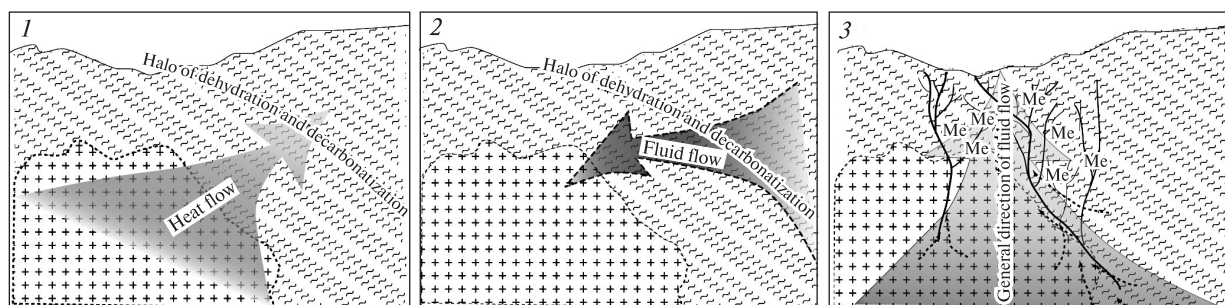 1
Halo of dehydration and decarbonatization
Heat flow
2
Halo of dehydration and decarbonatization
Fluid flow
3
General direction of fluid flow
Me
Me
Me
Me
Me
Me
Me